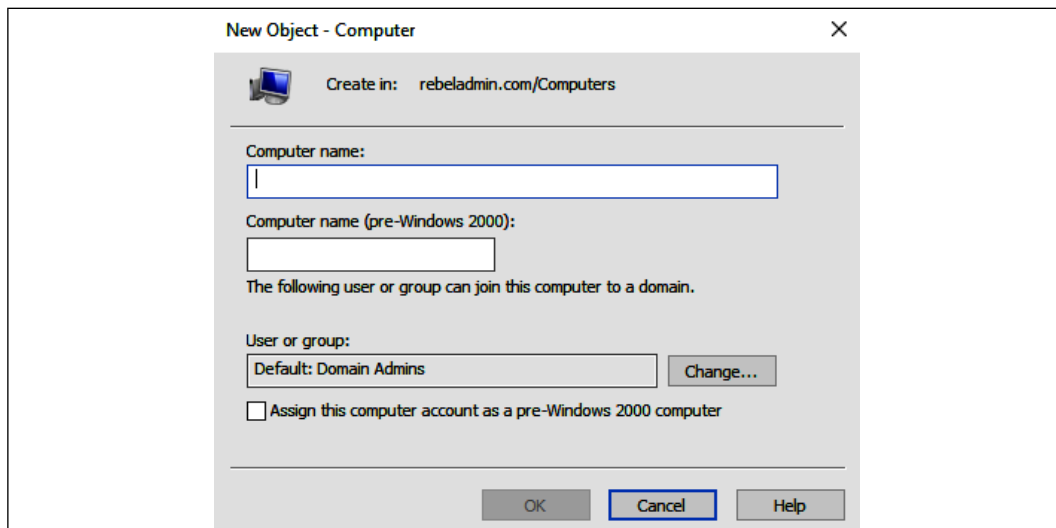 New Object - Computer
Create in: rebeladmin.com/Computers
Computer name:
Computer name (pre-Windows 2000):
The following user or group can join this computer to a domain.
User or group:
Default: Domain Admins
Change...
Assign this computer account as a pre-Windows 2000 computer
OK Cancel Help